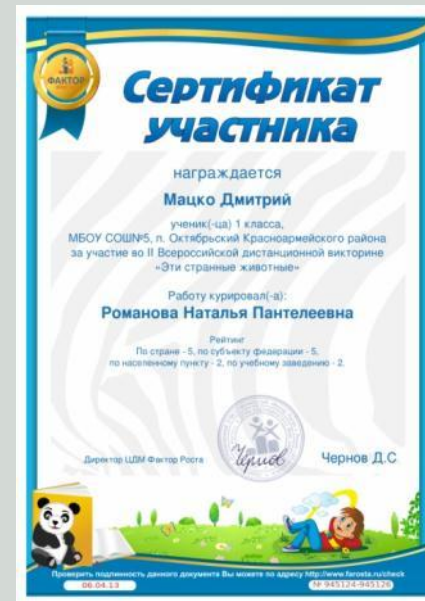 ФАКТОР
Сертификат
участника
награждается
Мацко Дмитрий
ученик(-ца) 1 класса,
МБОУ СОШ№5, п. Октябрьский Красноармейского района
за участие во II Всероссийской дистанционной викторине
«Эти странные животные»
Работу курировал(-а):
Романова Наталья Пантелеевна
Рейтинг
По стране - 5, по субъекту федерации - 5,
по населенному пункту - 2, по учебному заведению - 2.
Директор ЦДМ Фактор Роста
Чернов Д.С
Проверить подлинность данного документа Вы можете по адресу http://www.farosta.ru/check
06.04.13
№ 945124-945126